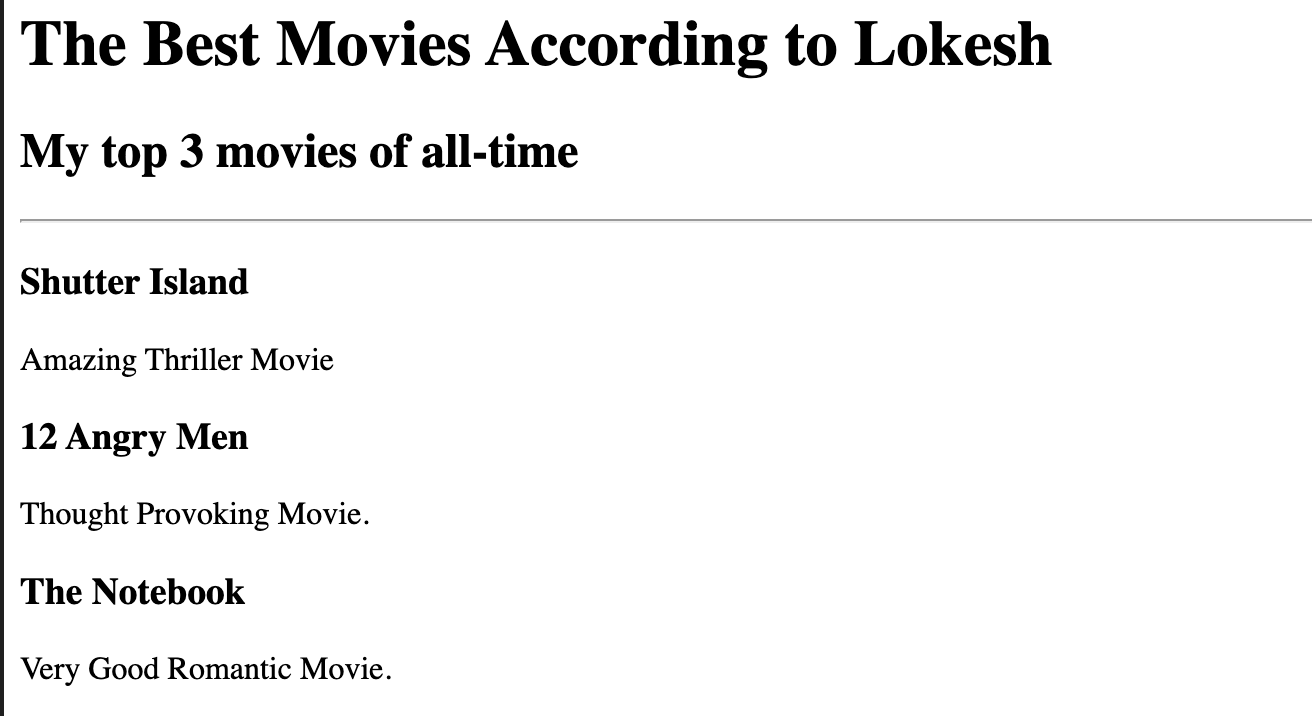 The Best Movies According to Lokesh
My top 3 movies of all-time
Shutter Island
Amazing Thriller Movie
12 Angry Men
Thought Provoking Movie.
The Notebook
Very Good Romantic Movie.